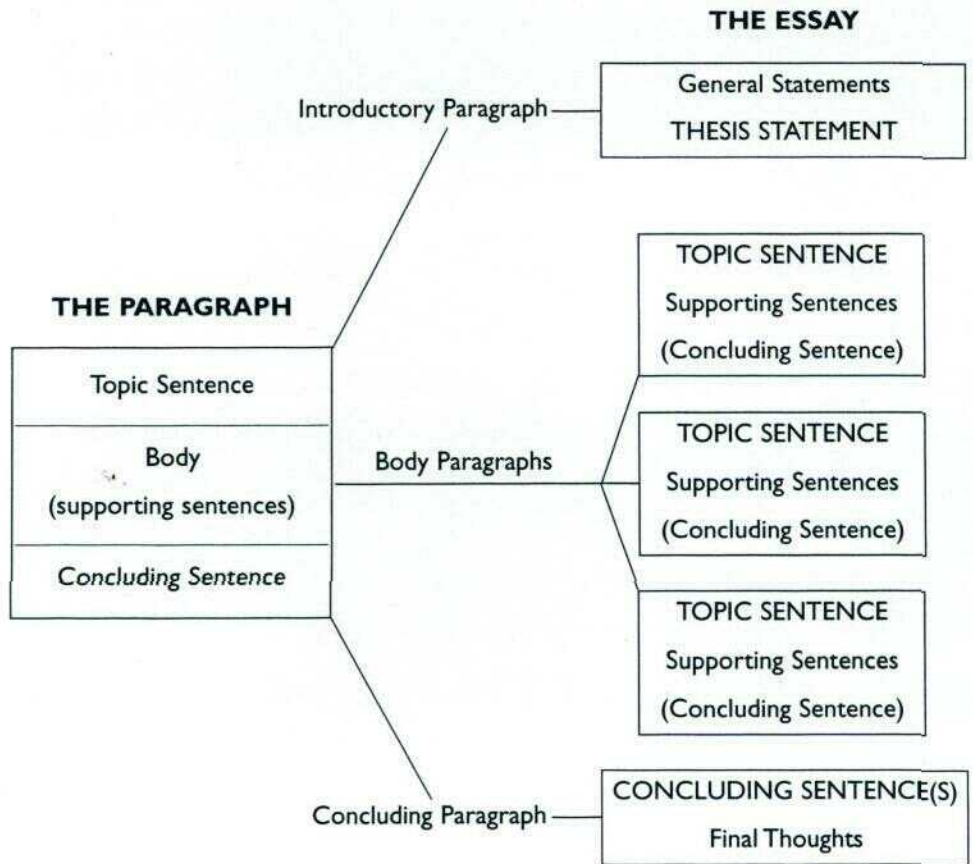 THE ESSAY
General Statements
Introductory Paragraph
THESIS STATEMENT
TOPIC SENTENCE
Supporting Sentences
(Concluding Sentence)
THE PARAGRAPH
Topic Sentence
Body
(supporting sentences)
Concluding Sentence
Body Paragraphs
TOPIC SENTENCE
Supporting Sentences
(Concluding Sentence)
TOPIC SENTENCE
Supporting Sentences
(Concluding Sentence)
Concluding Paragraph
CONCLUDING SENTENCE(S)
Final Thoughts